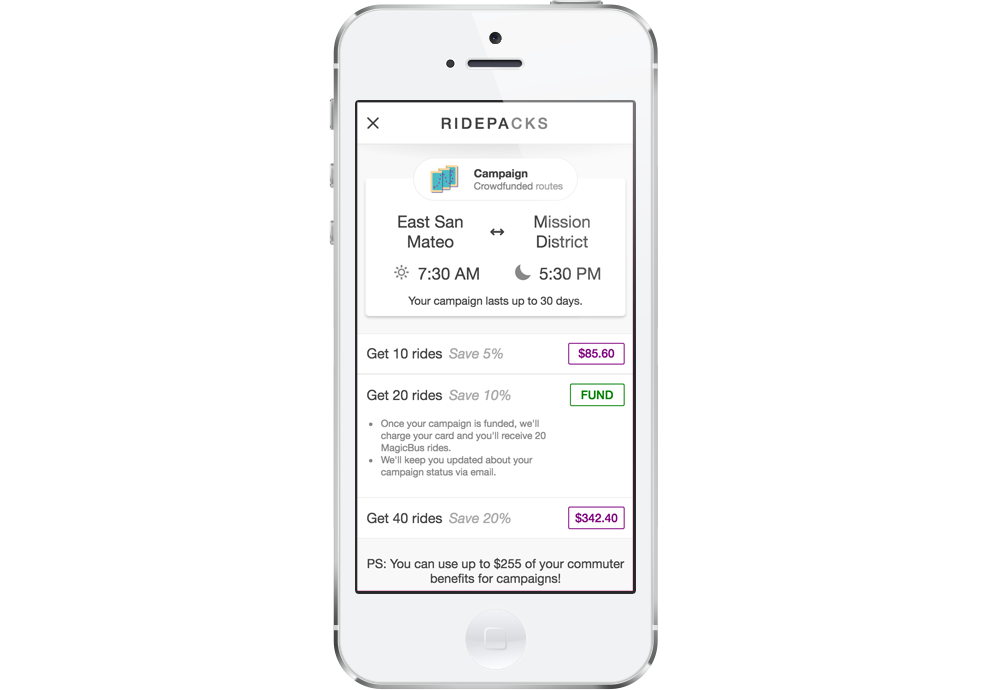 RIDEPACKS
Campaign
Crowdfunded routes
East San
Mateo
Mission
District
7:30 AM
5:30 PM
Your campaign lasts up to 30 days.
Get 10 rides Save 5%
$85.60
Get 20 rides Save 10%
FUND
• Once your campaign is funded, we'll
charge your card and you'll receive 20
MagicBus rides.
• We'll keep you updated about your
campaign status via email.
Get 40 rides Save 20%
$342.40
PS: You can use up to $255 of your commuter
benefits for campaigns!